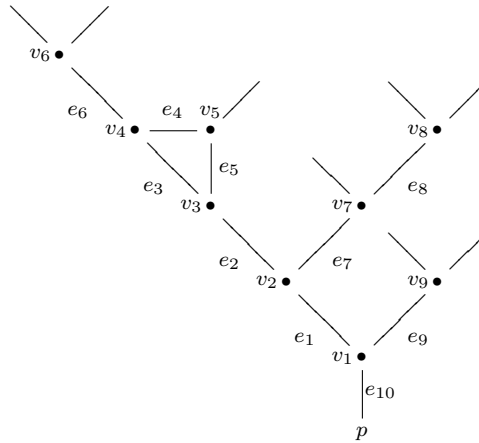 v₆
e₆ e₄ v₅
v₄
e₃ e₅ v₈
v₃ v₇ e₈
e₂ e₇
v₂ v₉
e₁ e₉
v₁
e₁₀
p